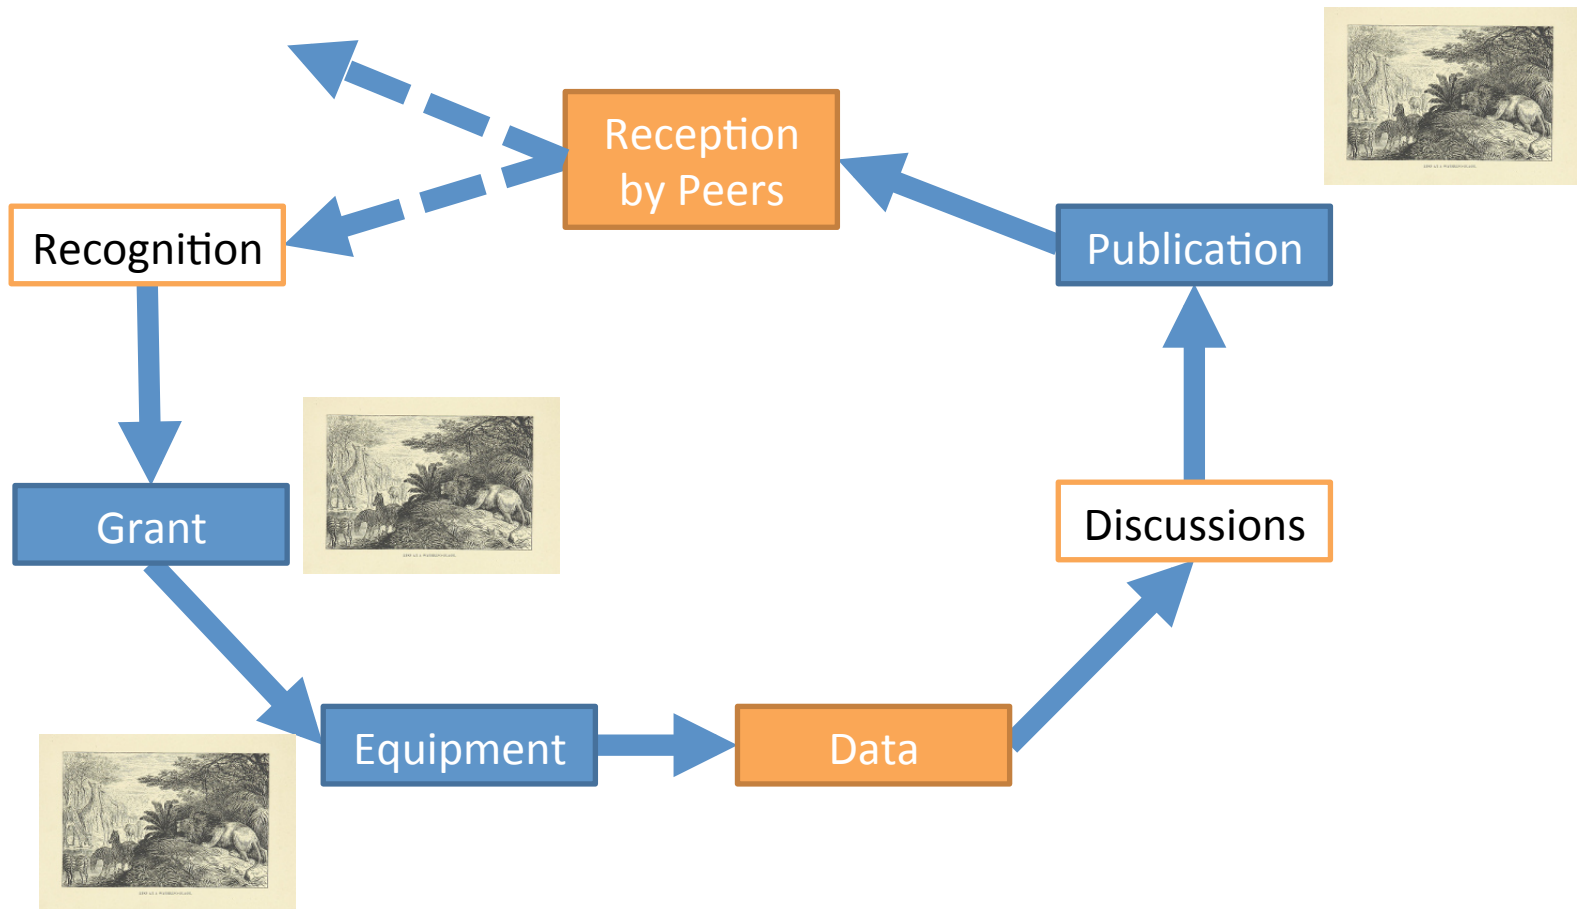 Reception
by Peers
Recognition
Publication
Grant
Discussions
Equipment
Data